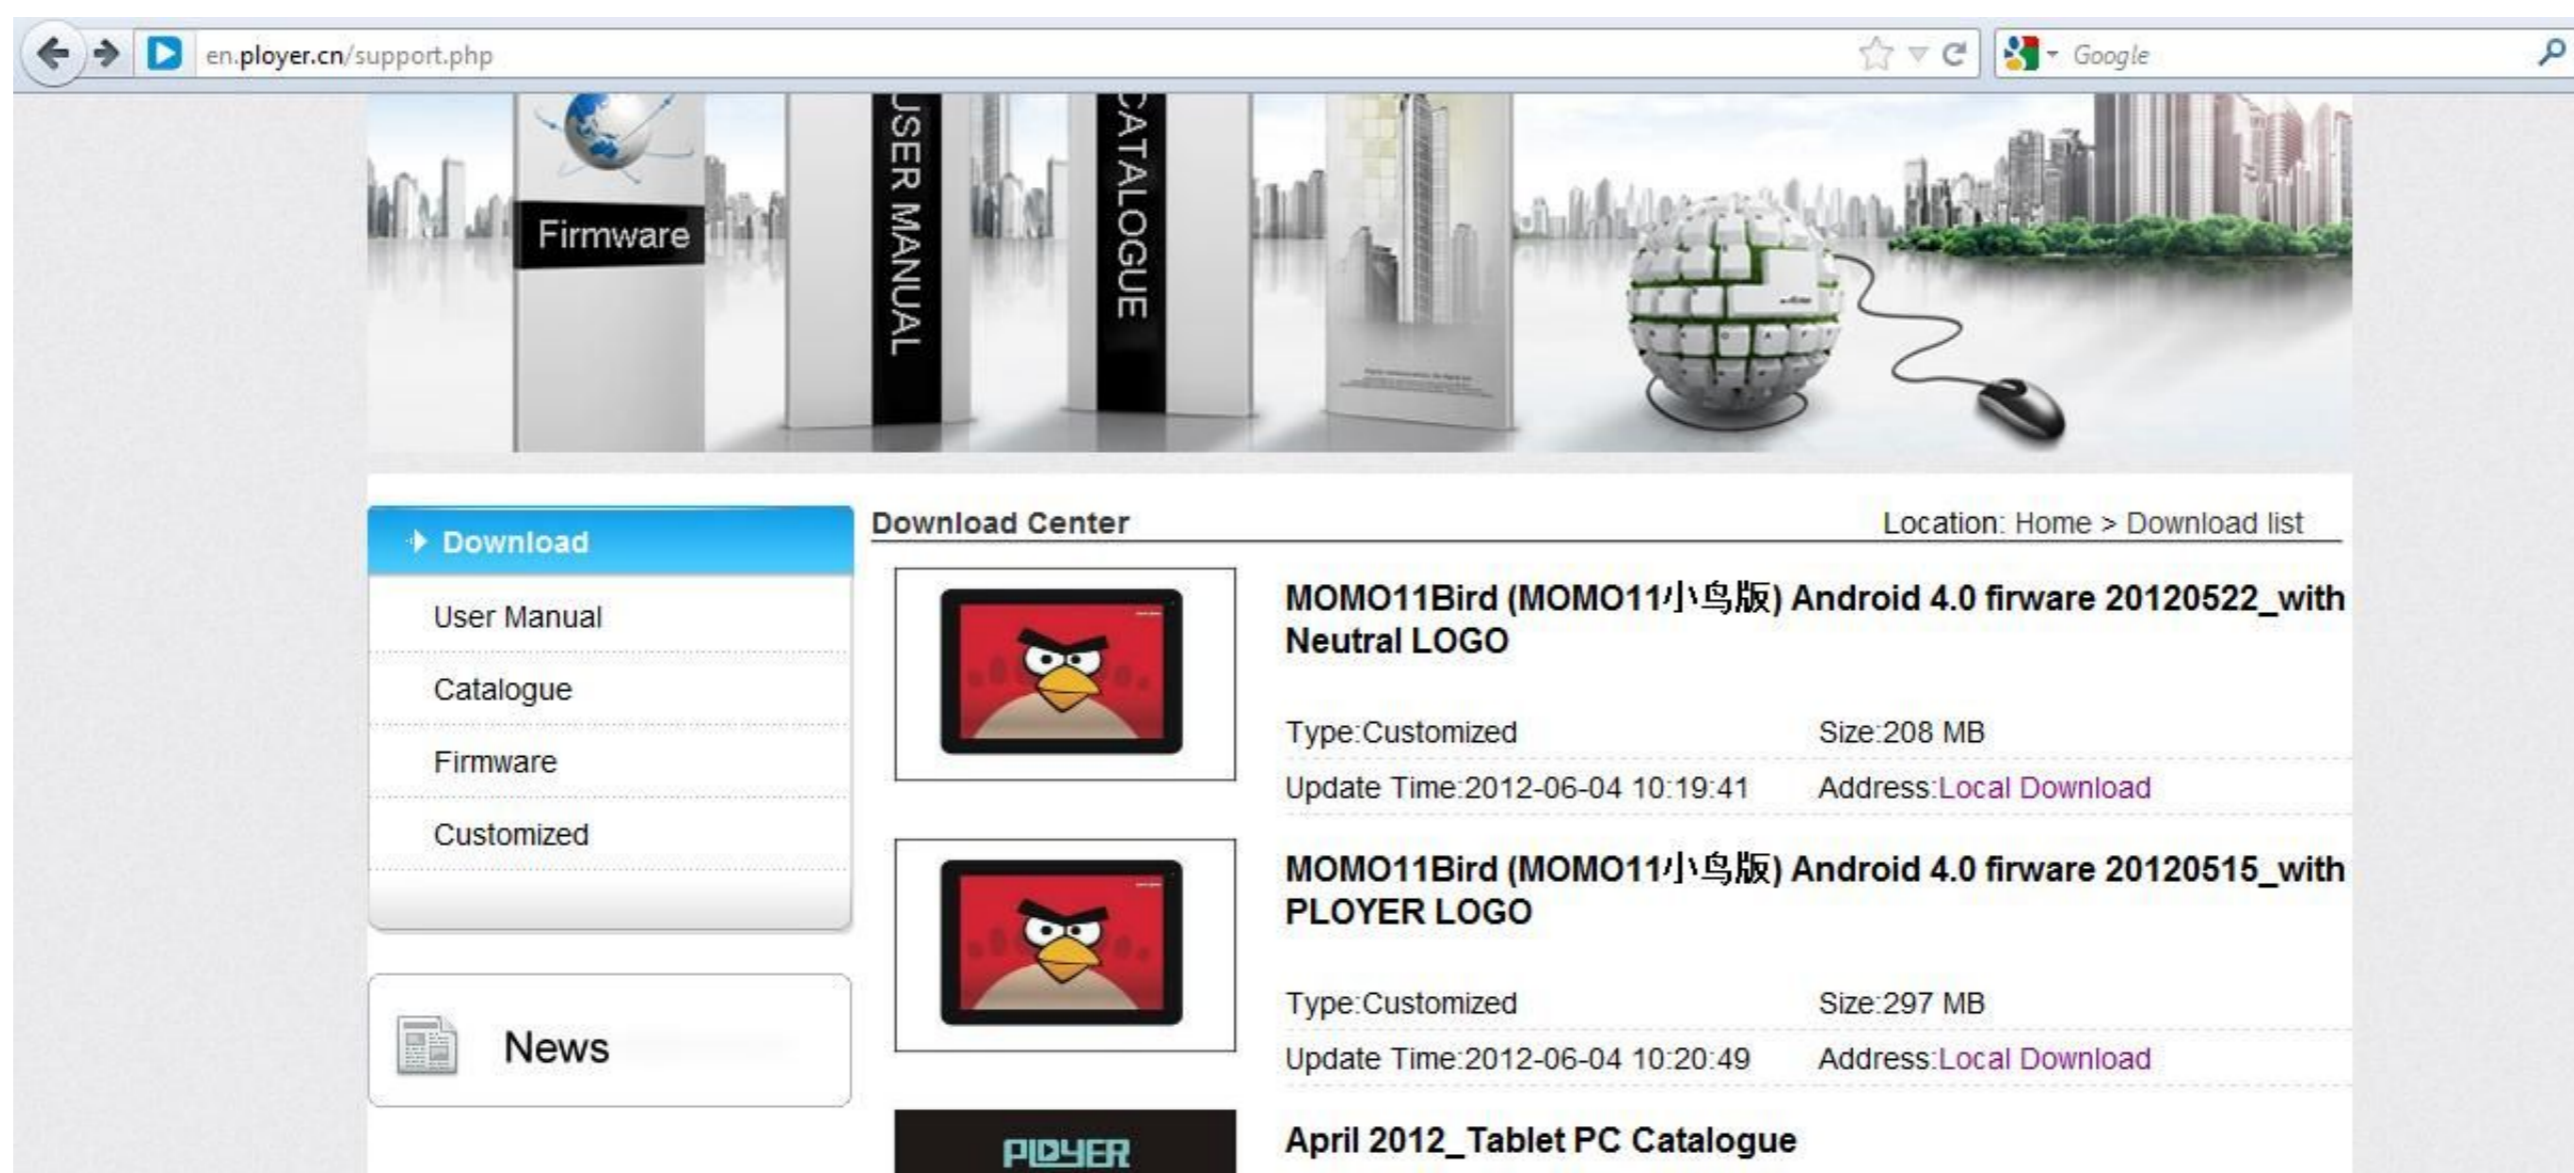 en.ployer.cn/support.php
Google
Firmware
USER MANUAL
CATALOGUE
Download
User Manual
Catalogue
Firmware
Customized
News
Download Center
Location: Home > Download list
MOMO11Bird (MOMO11小鸟版) Android 4.0 firware 20120522_with
Neutral LOGO
Type:Customized
Size:208 MB
Update Time:2012-06-04 10:19:41
Address:Local Download
MOMO11Bird (MOMO11小鸟版) Android 4.0 firware 20120515_with
PLOYER LOGO
Type:Customized
Size:297 MB
Update Time:2012-06-04 10:20:49
Address:Local Download
PLOYER
April 2012_Tablet PC Catalogue